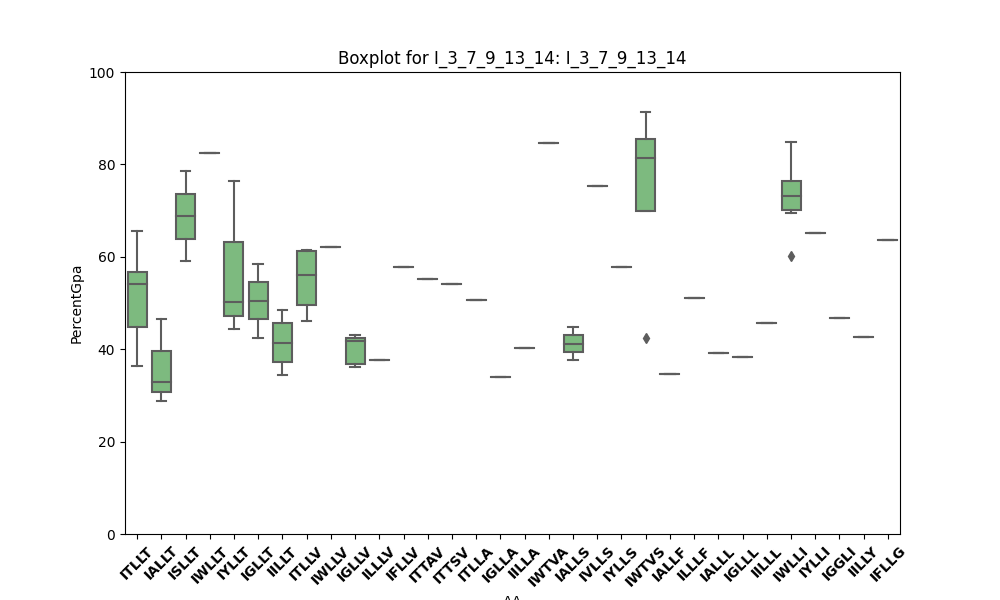 Boxplot for I_3_7_9_13_14: I_3_7_9_13_14
100
80
60
40
20
0
PercentGpa
ITLLT IALLT ISLLT IWLLT IYLLT IGLLT IILLT ITLLV IWLLV IGLLV ILLLV IFLLV ITTAV ITTSV ITLLA IGLLA IILLA IWTVA IALLS IVLLS IYLLS IWTVS IALLF ILLLF IALLL IGLLL IILLL IWLLI IYLLI IGGLI IILLY IFLLG